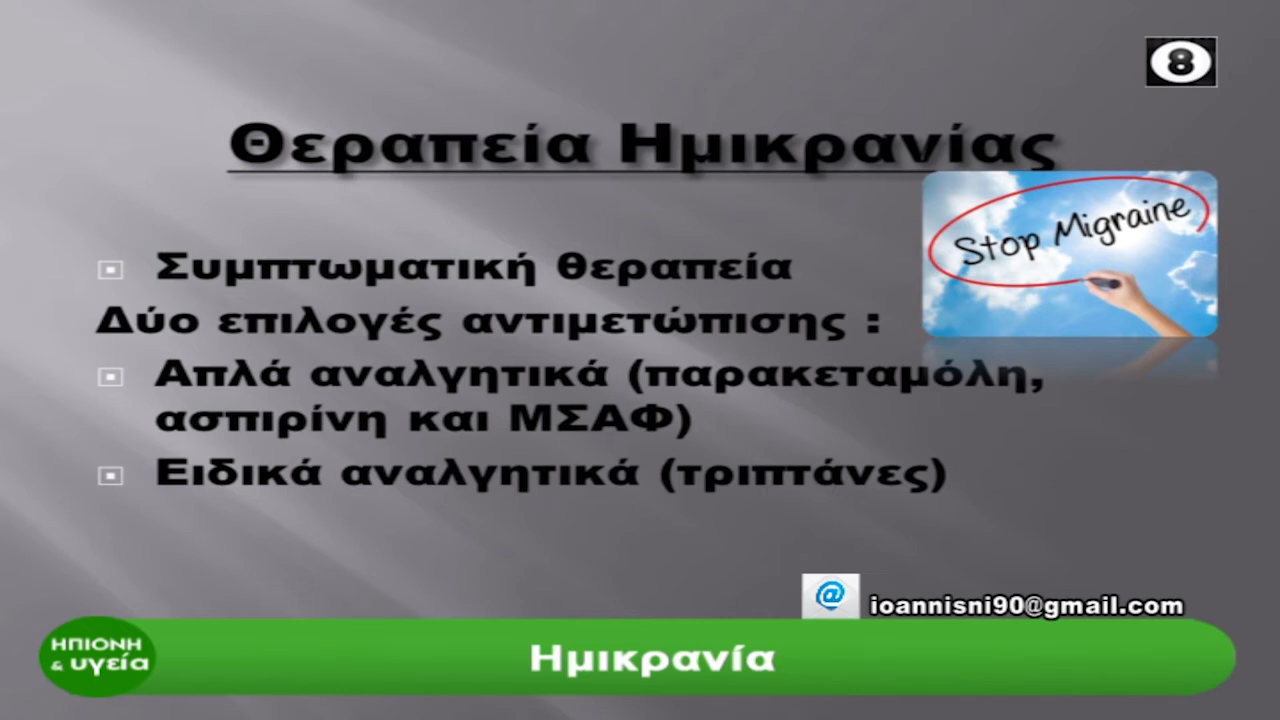 8
Θεραπεία Ημικρανίας
Stop Migraine
Συμπτωματική θεραπεία
Δύο επιλογές αντιμετώπισης :
Απλά αναλγητικά (παρακεταμόλη,
ασπιρίνη και ΜΣΑΦ)
Ειδικά αναλγητικά (τριπτάνες)
@ ioannisni90@gmail.com
ΗΠΙΟΝΗ
& υγεία
Ημικρανία